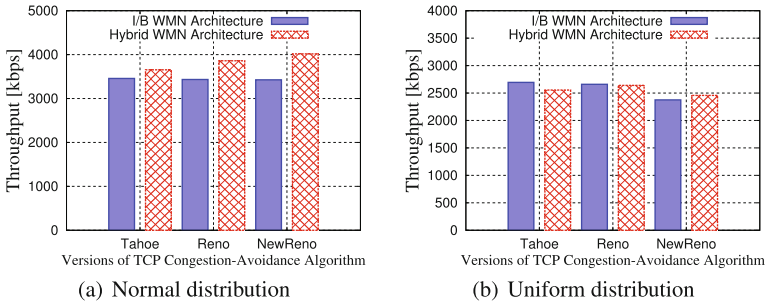 I/B WMN Architecture
Hybrid WMN Architecture
Throughput [kbps]
5000
4000
3000
2000
1000
0
Tahoe Reno NewReno
Versions of TCP Congestion-Avoidance Algorithm
(a) Normal distribution
I/B WMN Architecture
Hybrid WMN Architecture
Throughput [kbps]
4000
3500
3000
2500
2000
1500
1000
500
0
Tahoe Reno NewReno
Versions of TCP Congestion-Avoidance Algorithm
(b) Uniform distribution